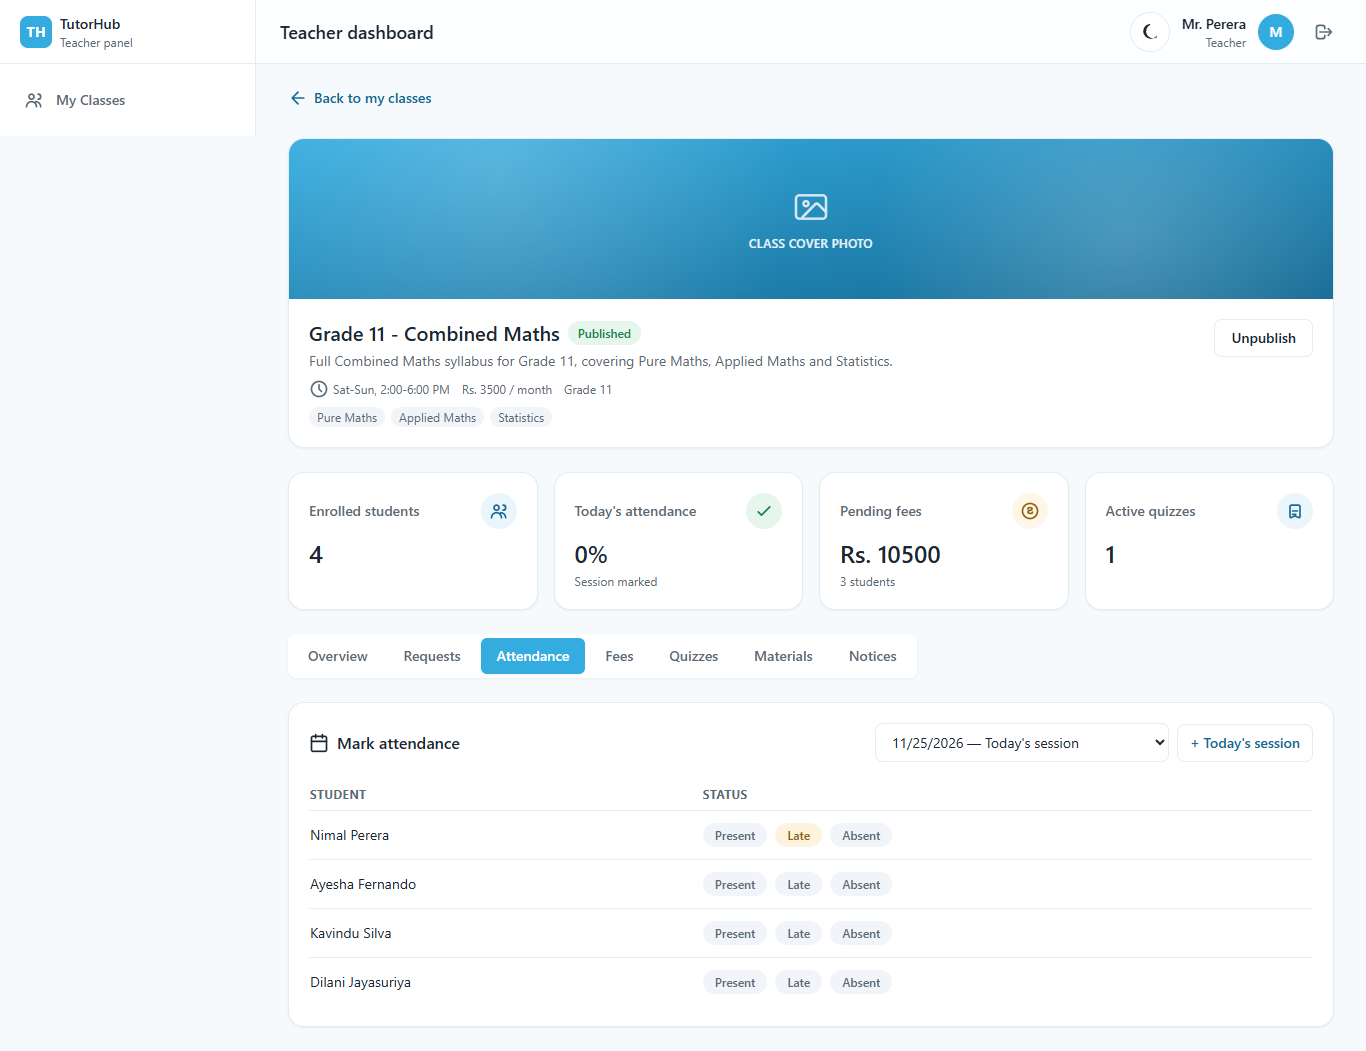 TH
TutorHub
Teacher panel
Teacher dashboard
Mr. Perera
Teacher
M
My Classes
Back to my classes
CLASS COVER PHOTO
Grade 11 - Combined Maths
Published
Unpublish
Full Combined Maths syllabus for Grade 11, covering Pure Maths, Applied Maths and Statistics.
Sat-Sun, 2:00-6:00 PM Rs. 3500 / month Grade 11
Pure Maths Applied Maths Statistics
Enrolled students
4
Today's attendance
0%
Session marked
Pending fees
Rs. 10500
3 students
Active quizzes
1
Overview Requests Attendance Fees Quizzes Materials Notices
Mark attendance
11/25/2026 — Today's session
+ Today's session
STUDENT STATUS
Nimal Perera Present Late Absent
Ayesha Fernando Present Late Absent
Kavindu Silva Present Late Absent
Dilani Jayasuriya Present Late Absent